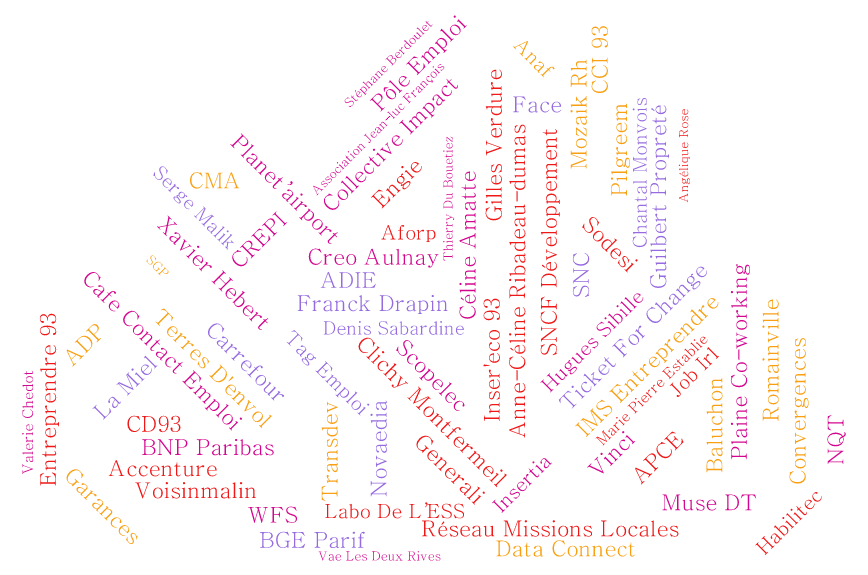 Stéphane Berdoulet
Pôle Emploi
Anaf
CCI 93
Association Jean-luc François
Collective Impact
Gilles Verdure
Face
Mozaik Rh
Planet'airport
Engie
Thierry Du Bouetiez
Pilgreem
Chantal Monvois
Guilbert Propreté
Angélique Rose
CMA
Serge Malik
CREPI
Aforp
Céline Amatte
Anne-Céline Ribadeau-dumas
SNCF Développement
Sodesi
Xavier Hebert
Creo Aulnay
SGP
ADIE
SNC
Franck Drapin
Denis Sabardine
Cafe Contact Emploi
Terres D'envol
Carrefour
Tag Emploi
Inser'eco 93
Hugues Sibille
Ticket For Change
IMS Entreprendre
Plaine Co-working
Romainville
Entreprendre 93
ADP
Valerie Chedot
La Miel
Scopelec
Clichy Montfermeil
Marie Pierre Establie
Job Irl
Baluchon
Convergences
CD93
BNP Paribas
Accenture
Voisinmalin
Transdev
Novaedia
Generali
Insertia
Vinci
APCE
NQT
Garances
WFS
Labo De L'ESS
Muse DT
Habilitec
BGE Parif
Réseau Missions Locales
Vae Les Deux Rives
Data Connect